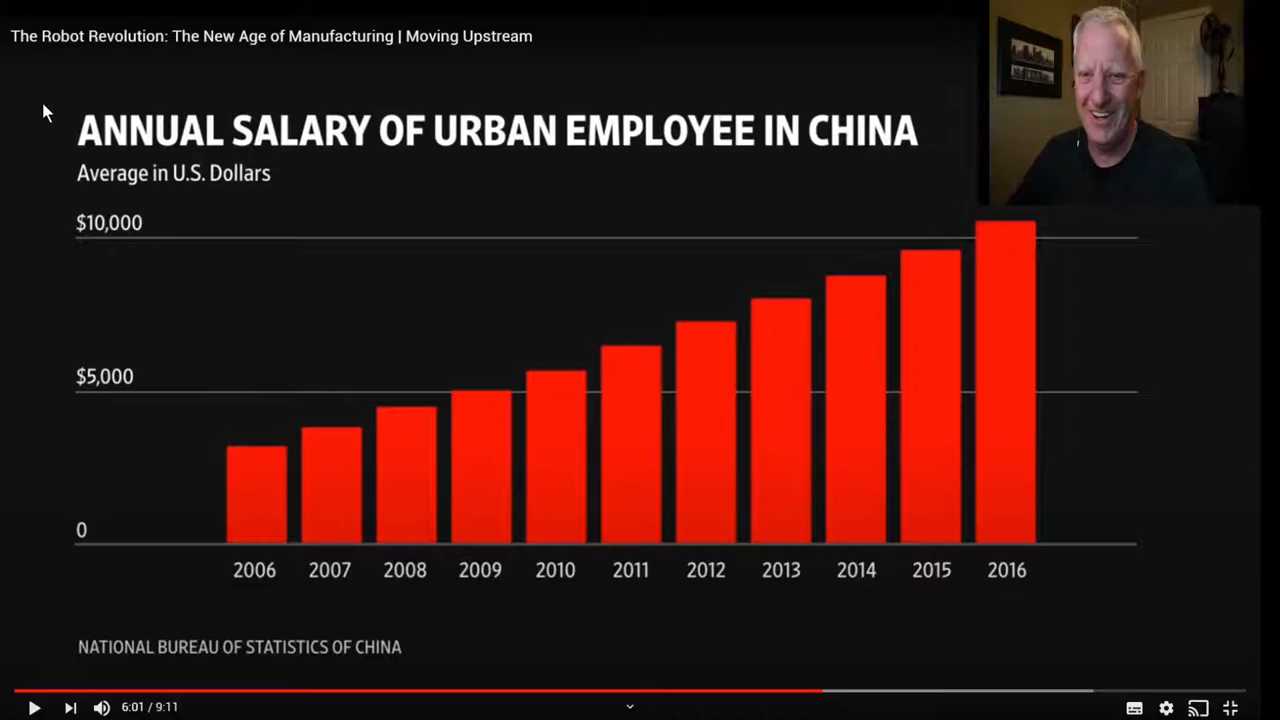 The Robot Revolution: The New Age of Manufacturing | Moving Upstream
ANNUAL SALARY OF URBAN EMPLOYEE IN CHINA
Average in U.S. Dollars
$10,000
$5,000
0
2006 2007 2008 2009 2010 2011 2012 2013 2014 2015 2016
NATIONAL BUREAU OF STATISTICS OF CHINA
6:01 / 9:11